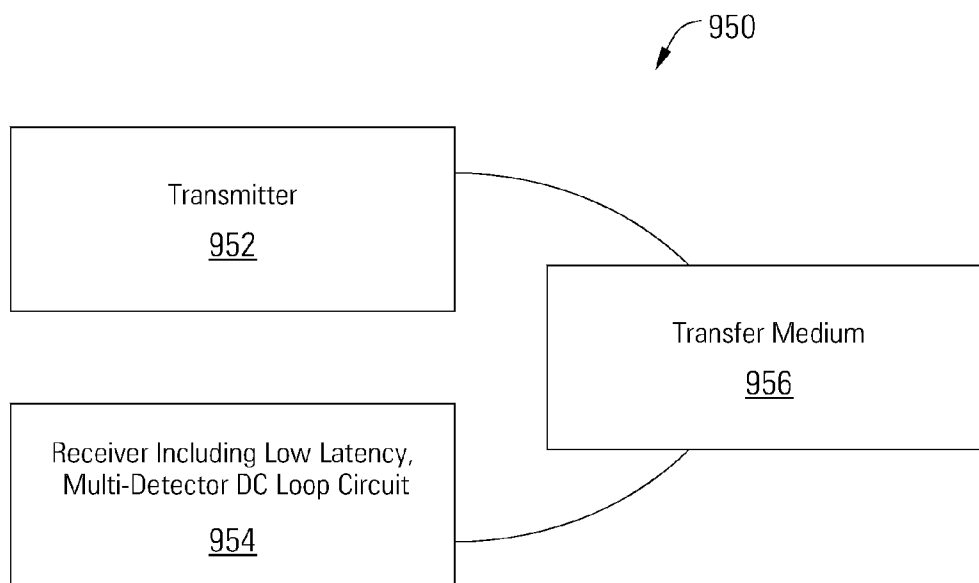 950
Transmitter
952
Transfer Medium
956
Receiver Including Low Latency,
Multi-Detector DC Loop Circuit
954